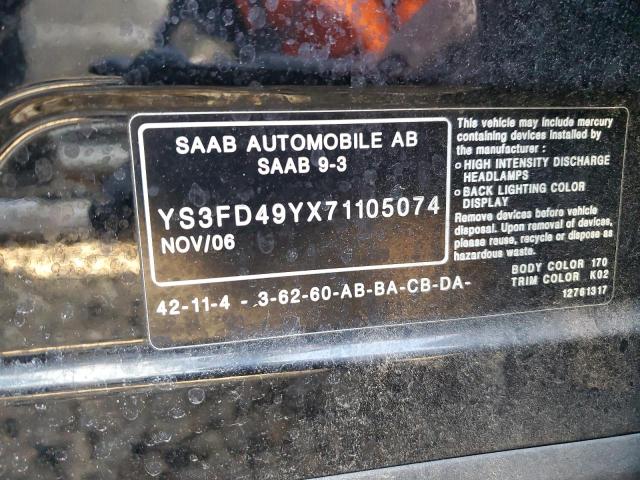 SAAB AUTOMOBILE AB
SAAB 9-3
YS3FD49YX71105074
NOV/06
42-11-4 - 3-62-60-AB-BA-CB-DA-
This vehicle may include mercury
containing devices installed by
the manufacturer :
o HIGH INTENSITY DISCHARGE
HEADLAMPS
o BACK LIGHTING COLOR
DISPLAY
Remove devices before vehicle
disposal. Upon removal of devices,
please reuse, recycle or dispose as
hazardous waste.
BODY COLOR 170
TRIM COLOR K02
12761317